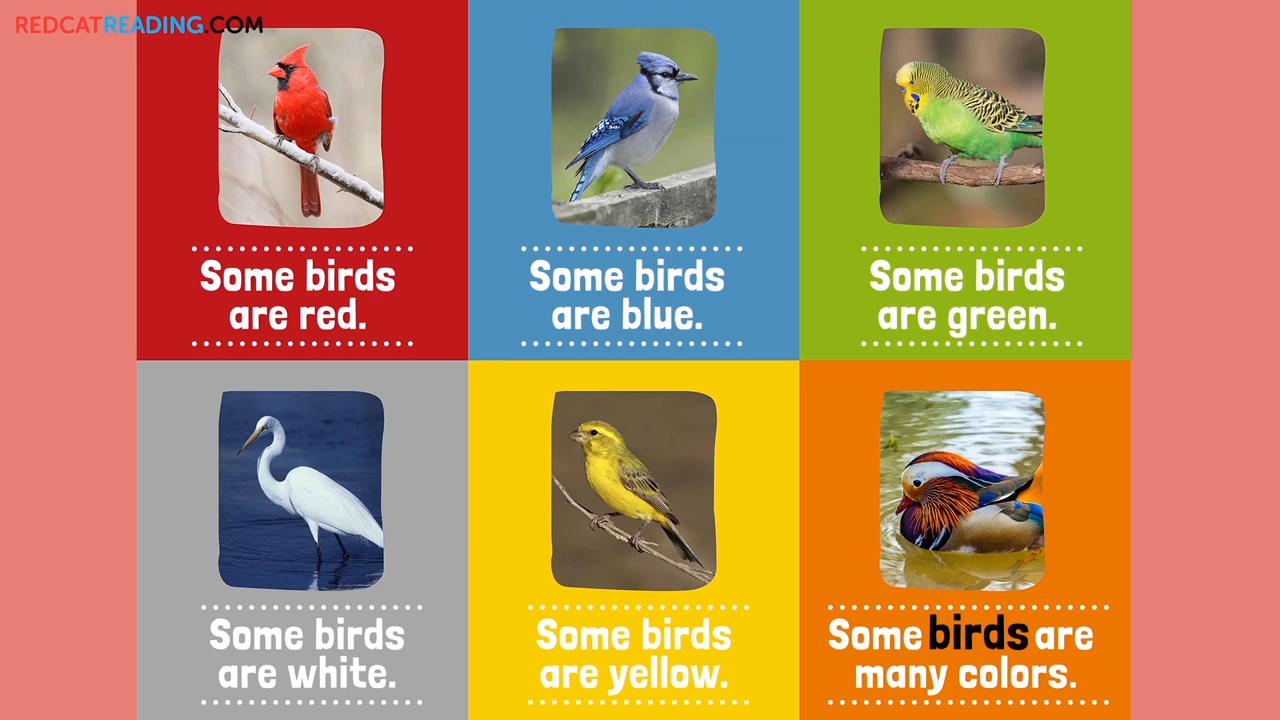 REDCATREADING.COM
Some birds
are red.
Some birds
are blue.
Some birds
are green.
Some birds
are white.
Some birds
are yellow.
Some birds are
many colors.